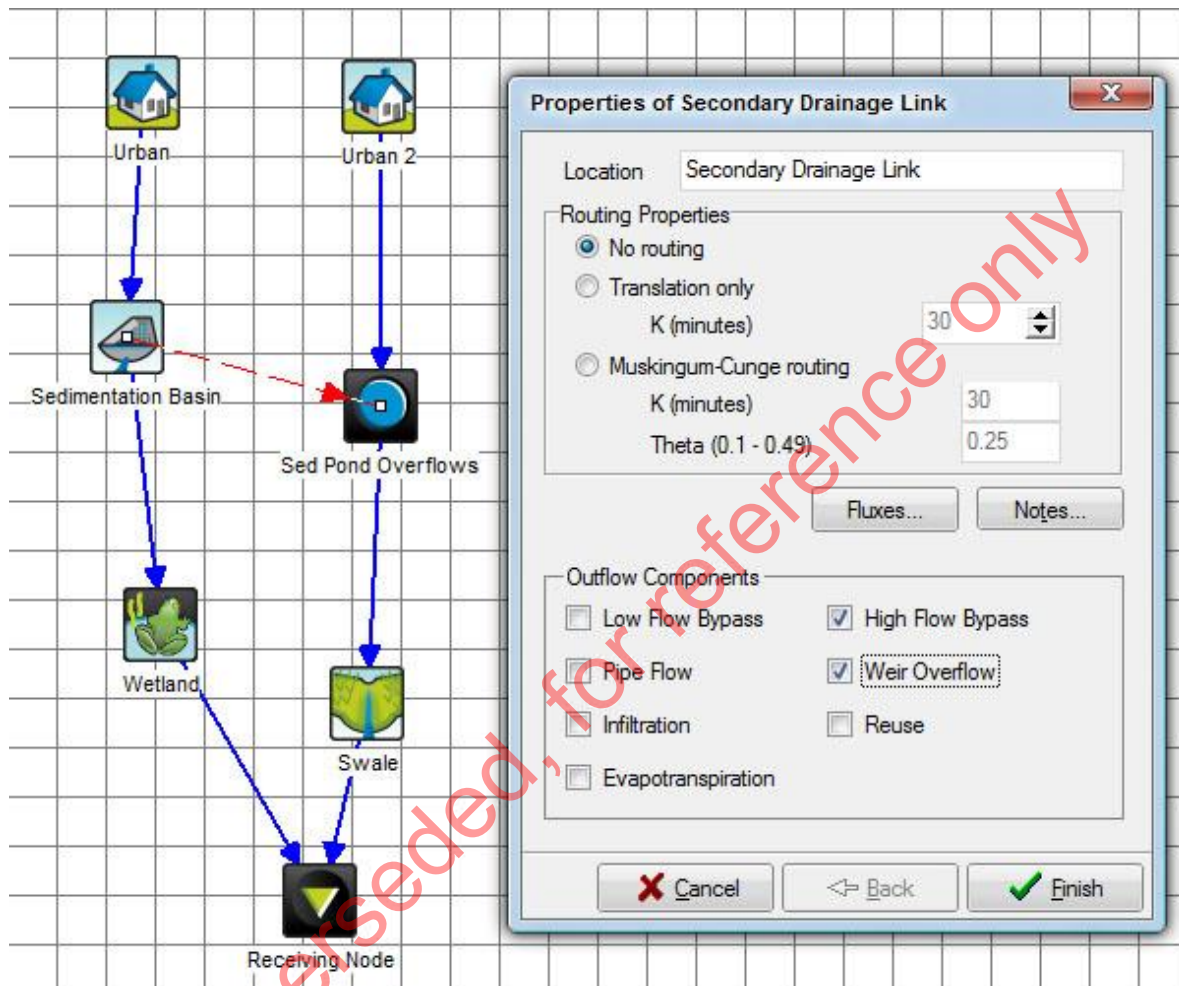 Urban
Urban 2
Sedimentation Basin
Sed Pond Overflows
Wetland
Swale
Receiving Node
Properties of Secondary Drainage Link
X
Location Secondary Drainage Link
Routing Properties
No routing
Translation only
K (minutes) 30
Muskingum-Cunge routing
K (minutes) 30
Theta (0.1 - 0.49) 0.25
Fluxes... Notes...
Outflow Components
Low Flow Bypass High Flow Bypass
Pipe Flow Weir Overflow
Infiltration Reuse
Evapotranspiration
Cancel Back Finish
erseded, for reference only